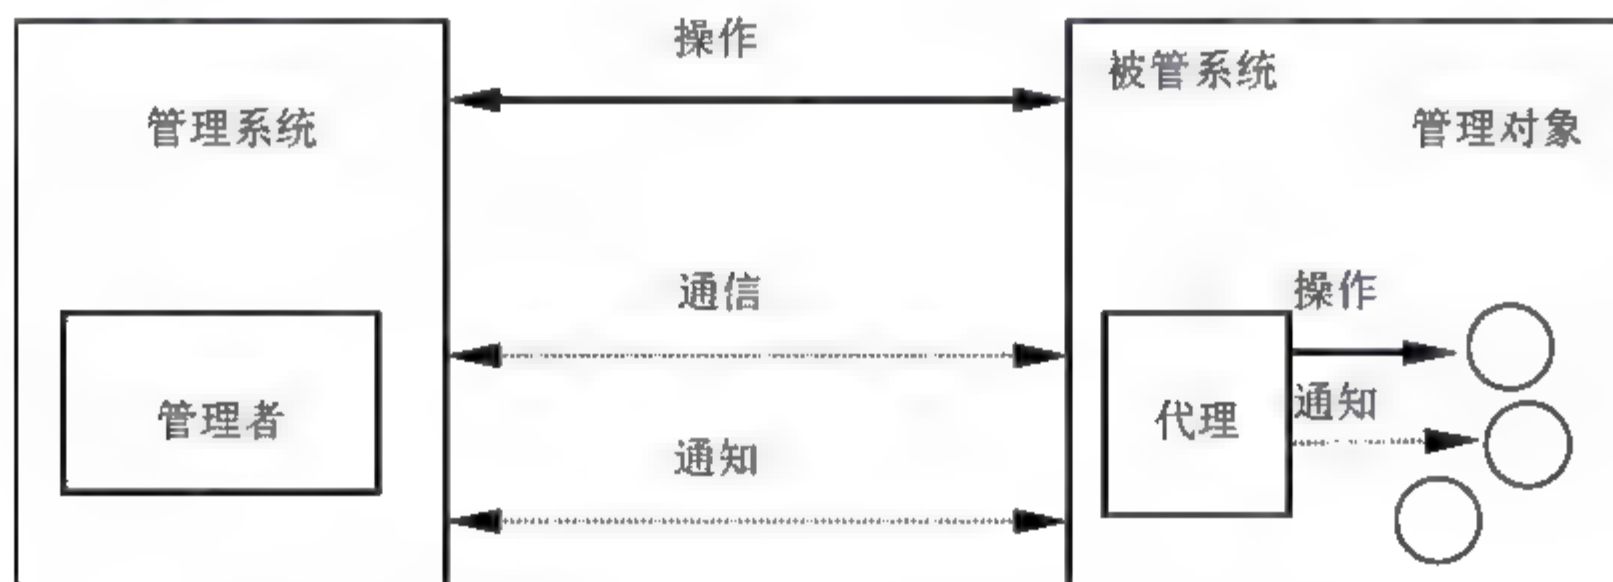 操作
被管系统
管理系统
管理对象
通信
操作
管理者
代理
通知
通知